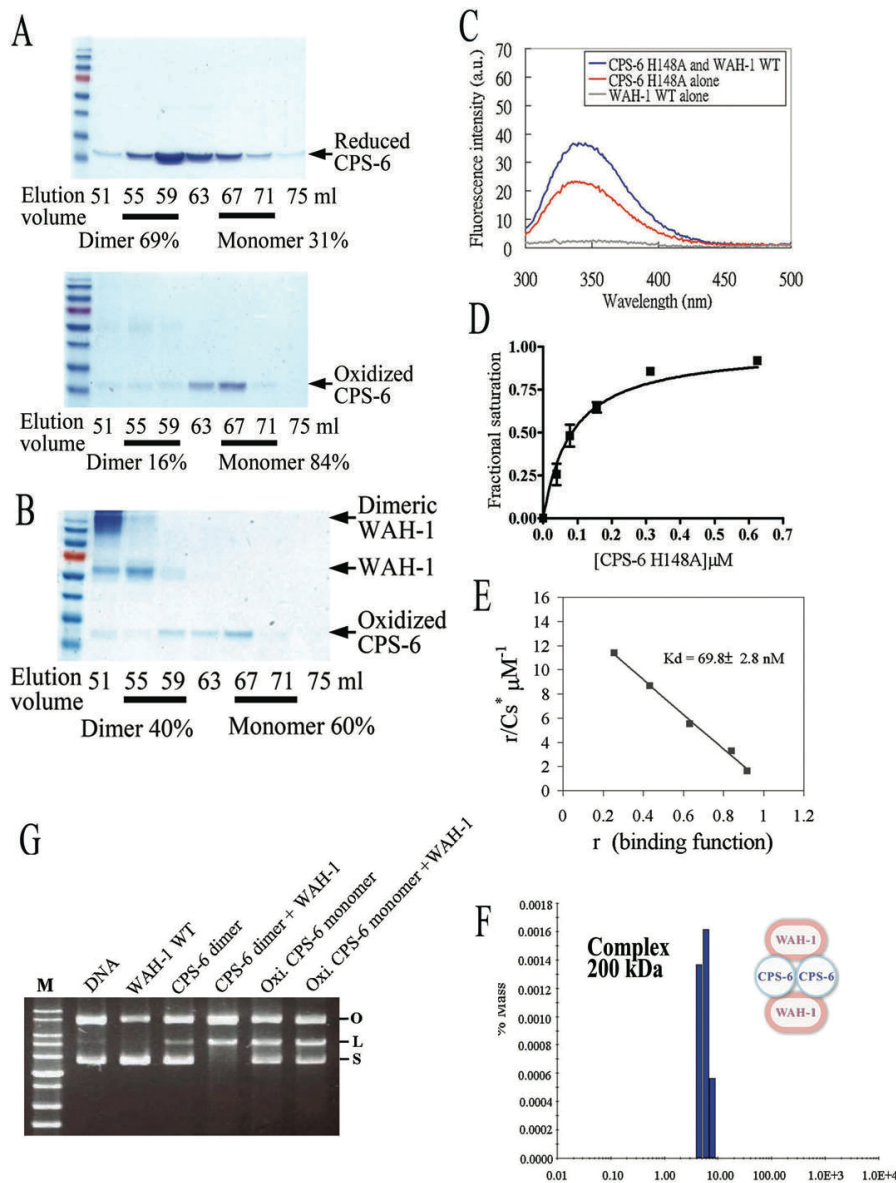 A
Reduced
CPS-6
Elution
volume
51 55 59 63 67 71 75 ml
Dimer 69% Monomer 31%
Oxidized
CPS-6
Elution
volume
51 55 59 63 67 71 75 ml
Dimer 16% Monomer 84%
B
Dimeric
WAH-1
WAH-1
Oxidized
CPS-6
Elution
volume
51 55 59 63 67 71 75 ml
Dimer 40% Monomer 60%
C
Fluorescence intensity (a.u.)
70
60
50
40
30
20
10
0
CPS-6 H148A and WAH-1 WT
CPS-6 H148A alone
WAH-1 WT alone
300 350 400 450 500
Wavelength (nm)
D
Fractional saturation
1.00
0.75
0.50
0.25
0.00
0.0 0.1 0.2 0.3 0.4 0.5 0.6 0.7
[CPS-6 H148A]μM
E
r/Cs* μM⁻¹
16
14
12
10
8
6
4
2
0
Kd = 69.8± 2.8 nM
0 0.2 0.4 0.6 0.8 1 1.2
r (binding function)
F
% Mass
0.0018
0.0016
0.0014
0.0012
0.0010
0.0008
0.0006
0.0004
0.0002
0.0000
Complex
200 kDa
WAH-1
CPS-6 CPS-6
WAH-1
0.01 0.10 1.00 10.00 100.00 1.0E+3 1.0E+4
G
M
DNA
WAH-1 WT
CPS-6 dimer
CPS-6 dimer + WAH-1
Oxi. CPS-6 monomer
Oxi. CPS-6 monomer +WAH-1
O
L
S